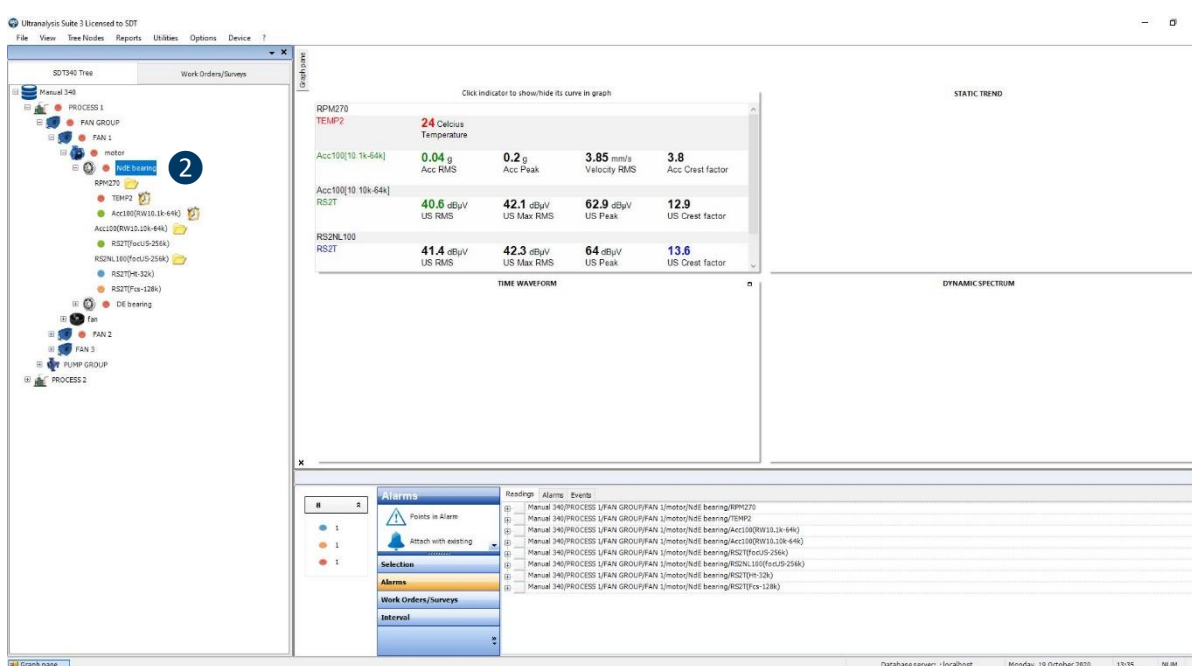 Ultranalysis Suite 3 Licensed to SDT
File View Tree Nodes Reports Utilities Options Device ?
SDT340 Tree
Work Orders/Surveys
Manual 340
PROCESS 1
FAN GROUP
FAN 1
motor
NdE bearing
2
RPM270
TEMP2
Acc100(RW10.1k-64k)
Acc100(RW10.10k-64k)
RS2T(focUS-256k)
RS2NL100(focUS-256k)
RS2T(Ht-32k)
RS2T(Fcs-128k)
DE bearing
fan
FAN 2
FAN 3
PUMP GROUP
PROCESS 2
Graph pane
Click indicator to show/hide its curve in graph
RPM270
TEMP2 24 Celcius
Temperature
Acc100[10.1k-64k] 0.04 g 0.2 g 3.85 mm/s 3.8
Acc RMS Acc Peak Velocity RMS Acc Crest factor
Acc100[10.10k-64k]
RS2T 40.6 dBµV 42.1 dBµV 62.9 dBµV 12.9
US RMS US Max RMS US Peak US Crest factor
RS2NL100
RS2T 41.4 dBµV 42.3 dBµV 64 dBµV 13.6
US RMS US Max RMS US Peak US Crest factor
STATIC TREND
TIME WAVEFORM
DYNAMIC SPECTRUM
1
1
1
Alarms
Points in Alarm
Attach with existing
Selection
Alarms
Work Orders/Surveys
Interval
Readings Alarms Events
Manual 340/PROCESS 1/FAN GROUP/FAN 1/motor/NdE bearing/RPM270
Manual 340/PROCESS 1/FAN GROUP/FAN 1/motor/NdE bearing/TEMP2
Manual 340/PROCESS 1/FAN GROUP/FAN 1/motor/NdE bearing/Acc100(RW10.1k-64k)
Manual 340/PROCESS 1/FAN GROUP/FAN 1/motor/NdE bearing/Acc100(RW10.10k-64k)
Manual 340/PROCESS 1/FAN GROUP/FAN 1/motor/NdE bearing/RS2T(focUS-256k)
Manual 340/PROCESS 1/FAN GROUP/FAN 1/motor/NdE bearing/RS2NL100(focUS-256k)
Manual 340/PROCESS 1/FAN GROUP/FAN 1/motor/NdE bearing/RS2T(Ht-32k)
Manual 340/PROCESS 1/FAN GROUP/FAN 1/motor/NdE bearing/RS2T(Fcs-128k)
Graph pane
Database server: : localhost Monday, 19 October 2020 13:35 NUM